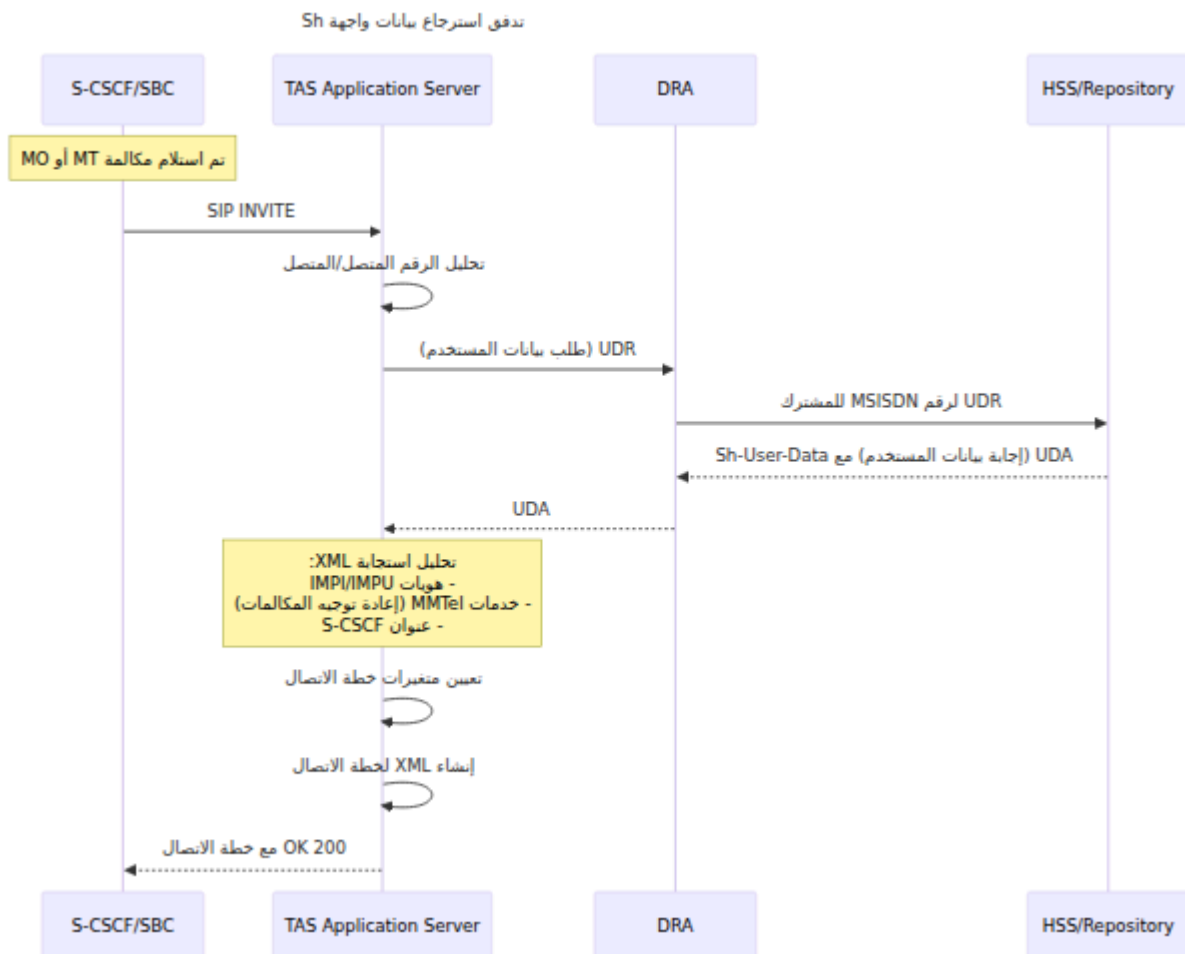 تدفق استرجاع بيانات واجهة Sh
S-CSCF/SBC
TAS Application Server
DRA
HSS/Repository
تم استلام مكالمة MT أو MO
SIP INVITE
تحليل الرقم المتصل/المتصل
UDR (طلب بيانات المستخدم)
UDR لرقم MSISDN للمشترك
UDA (إجابة بيانات المستخدم) مع Sh-User-Data
UDA
تحليل استجابة XML:
- هويات IMPI/IMPU
- خدمات MMTel (إعادة توجيه المكالمات)
- عنوان S-CSCF
تعيين متغيرات خطة الاتصال
إنشاء XML لخطة الاتصال
200 OK مع خطة الاتصال
S-CSCF/SBC
TAS Application Server
DRA
HSS/Repository